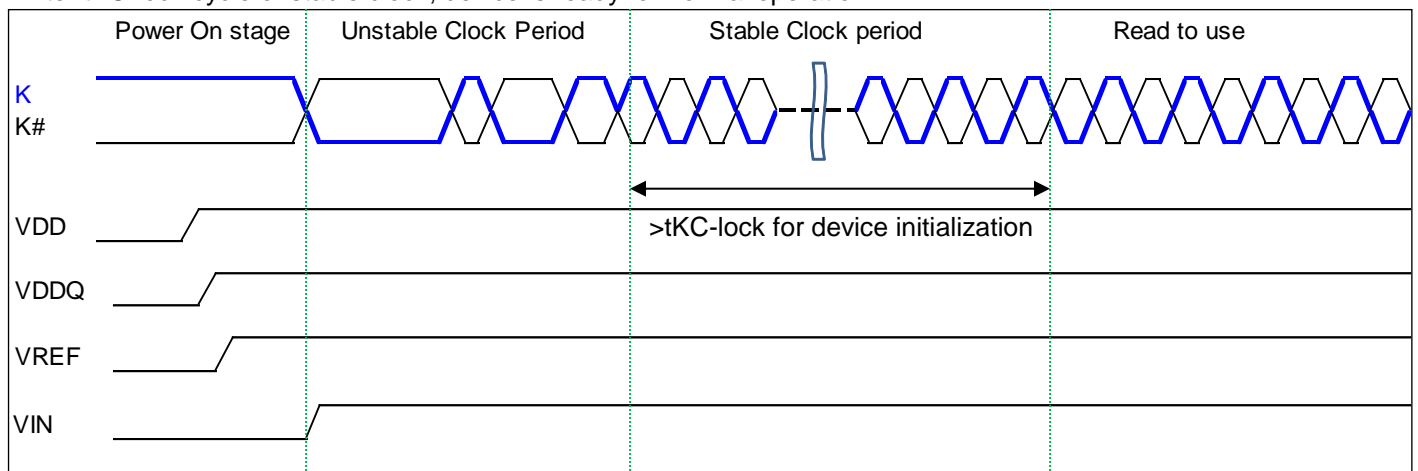 Power On stage Unstable Clock Period Stable Clock period Read to use
K
K#
VDD
>tKC-lock for device initialization
VDDQ
VREF
VIN